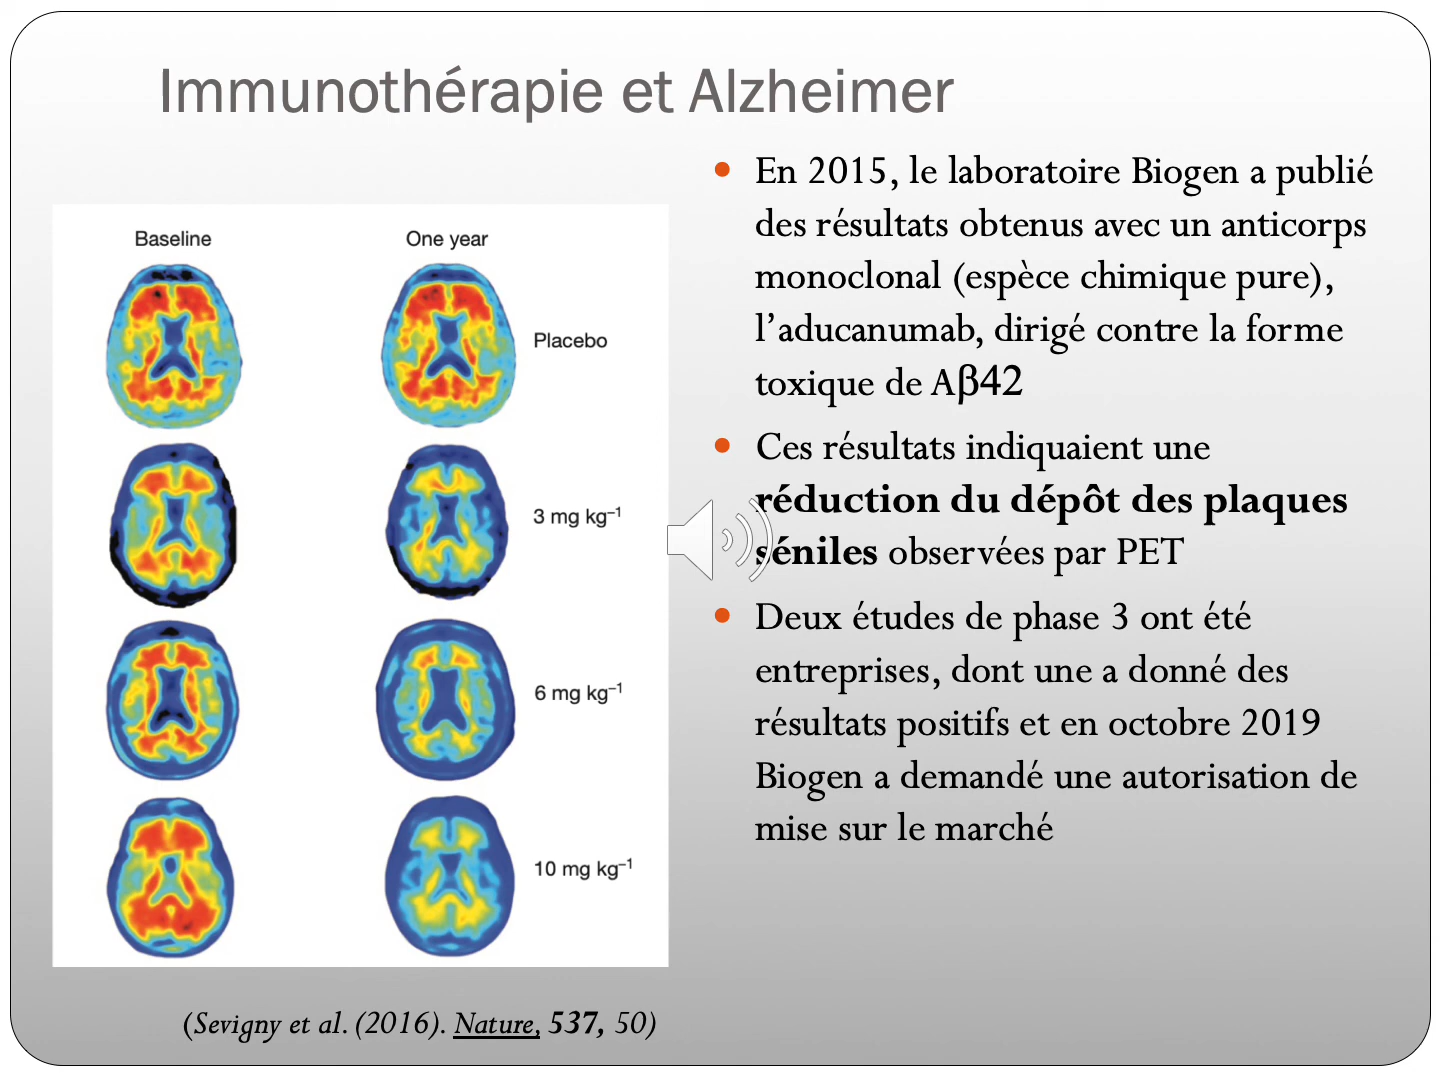 Immunothérapie et Alzheimer
Baseline
One year
Placebo
3 mg kg⁻¹
6 mg kg⁻¹
10 mg kg⁻¹
(Sevigny et al. (2016). Nature, 537, 50)
En 2015, le laboratoire Biogen a publié
des résultats obtenus avec un anticorps
monoclonal (espèce chimique pure),
l’aducanumab, dirigé contre la forme
toxique de Aβ42
Ces résultats indiquaient une
réduction du dépôt des plaques
séniles observées par PET
Deux études de phase 3 ont été
entreprises, dont une a donné des
résultats positifs et en octobre 2019
Biogen a demandé une autorisation de
mise sur le marché